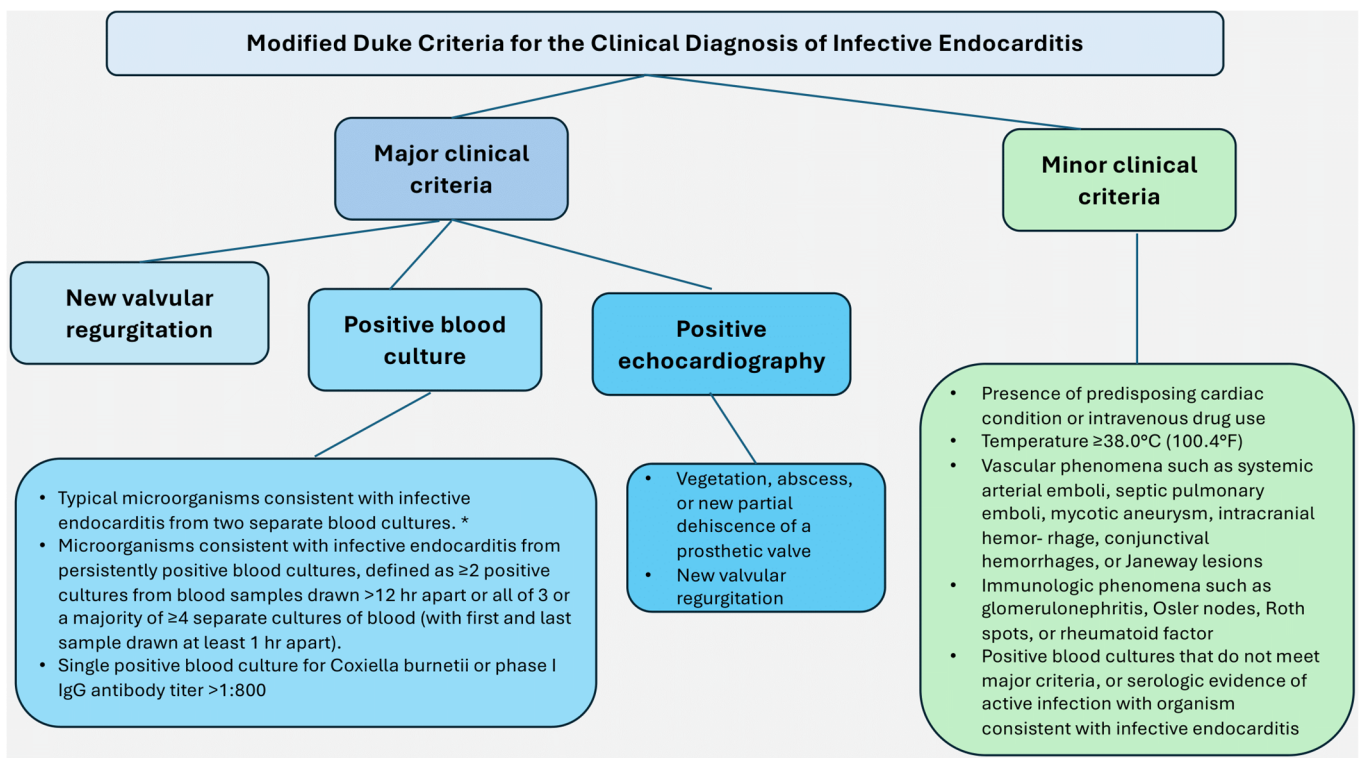 Modified Duke Criteria for the Clinical Diagnosis of Infective Endocarditis
Major clinical
criteria
Minor clinical
criteria
New valvular
regurgitation
Positive blood
culture
Positive
echocardiography
• Typical microorganisms consistent with infective
endocarditis from two separate blood cultures. *
• Microorganisms consistent with infective endocarditis from
persistently positive blood cultures, defined as ≥2 positive
cultures from blood samples drawn >12 hr apart or all of 3 or
a majority of ≥4 separate cultures of blood (with first and last
sample drawn at least 1 hr apart).
• Single positive blood culture for Coxiella burnetii or phase I
IgG antibody titer >1:800
• Vegetation, abscess,
or new partial
dehiscence of a
prosthetic valve
• New valvular
regurgitation
• Presence of predisposing cardiac
condition or intravenous drug use
• Temperature ≥38.0°C (100.4°F)
• Vascular phenomena such as systemic
arterial emboli, septic pulmonary
emboli, mycotic aneurysm, intracranial
hemor- rhage, conjunctival
hemorrhages, or Janeway lesions
• Immunologic phenomena such as
glomerulonephritis, Osler nodes, Roth
spots, or rheumatoid factor
• Positive blood cultures that do not meet
major criteria, or serologic evidence of
active infection with organism
consistent with infective endocarditis